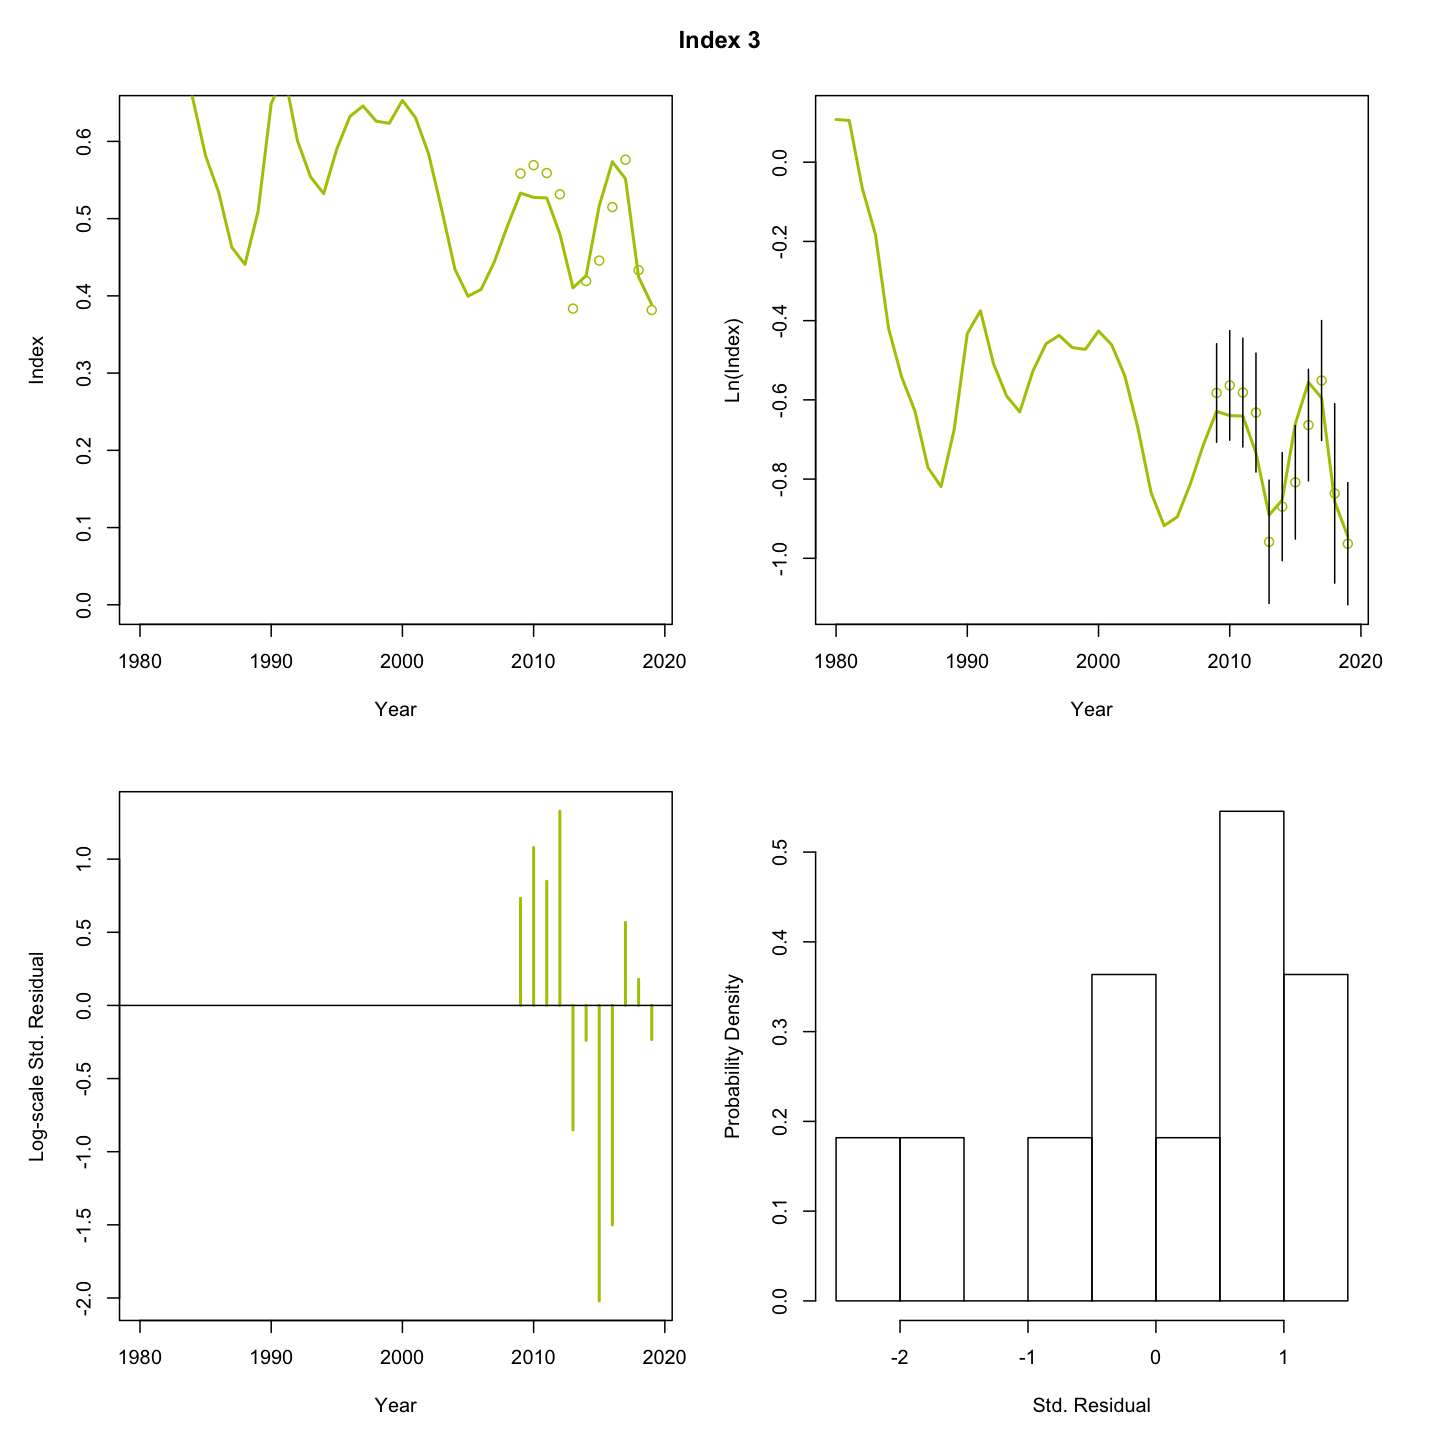 Index 3
Index
0.0 0.1 0.2 0.3 0.4 0.5 0.6
1980 1990 2000 2010 2020
Year
Ln(Index)
-1.0 -0.8 -0.6 -0.4 -0.2 0.0
1980 1990 2000 2010 2020
Year
Log-scale Std. Residual
-2.0 -1.5 -1.0 -0.5 0.0 0.5 1.0
1980 1990 2000 2010 2020
Year
Probability Density
0.0 0.1 0.2 0.3 0.4 0.5
-2 -1 0 1
Std. Residual